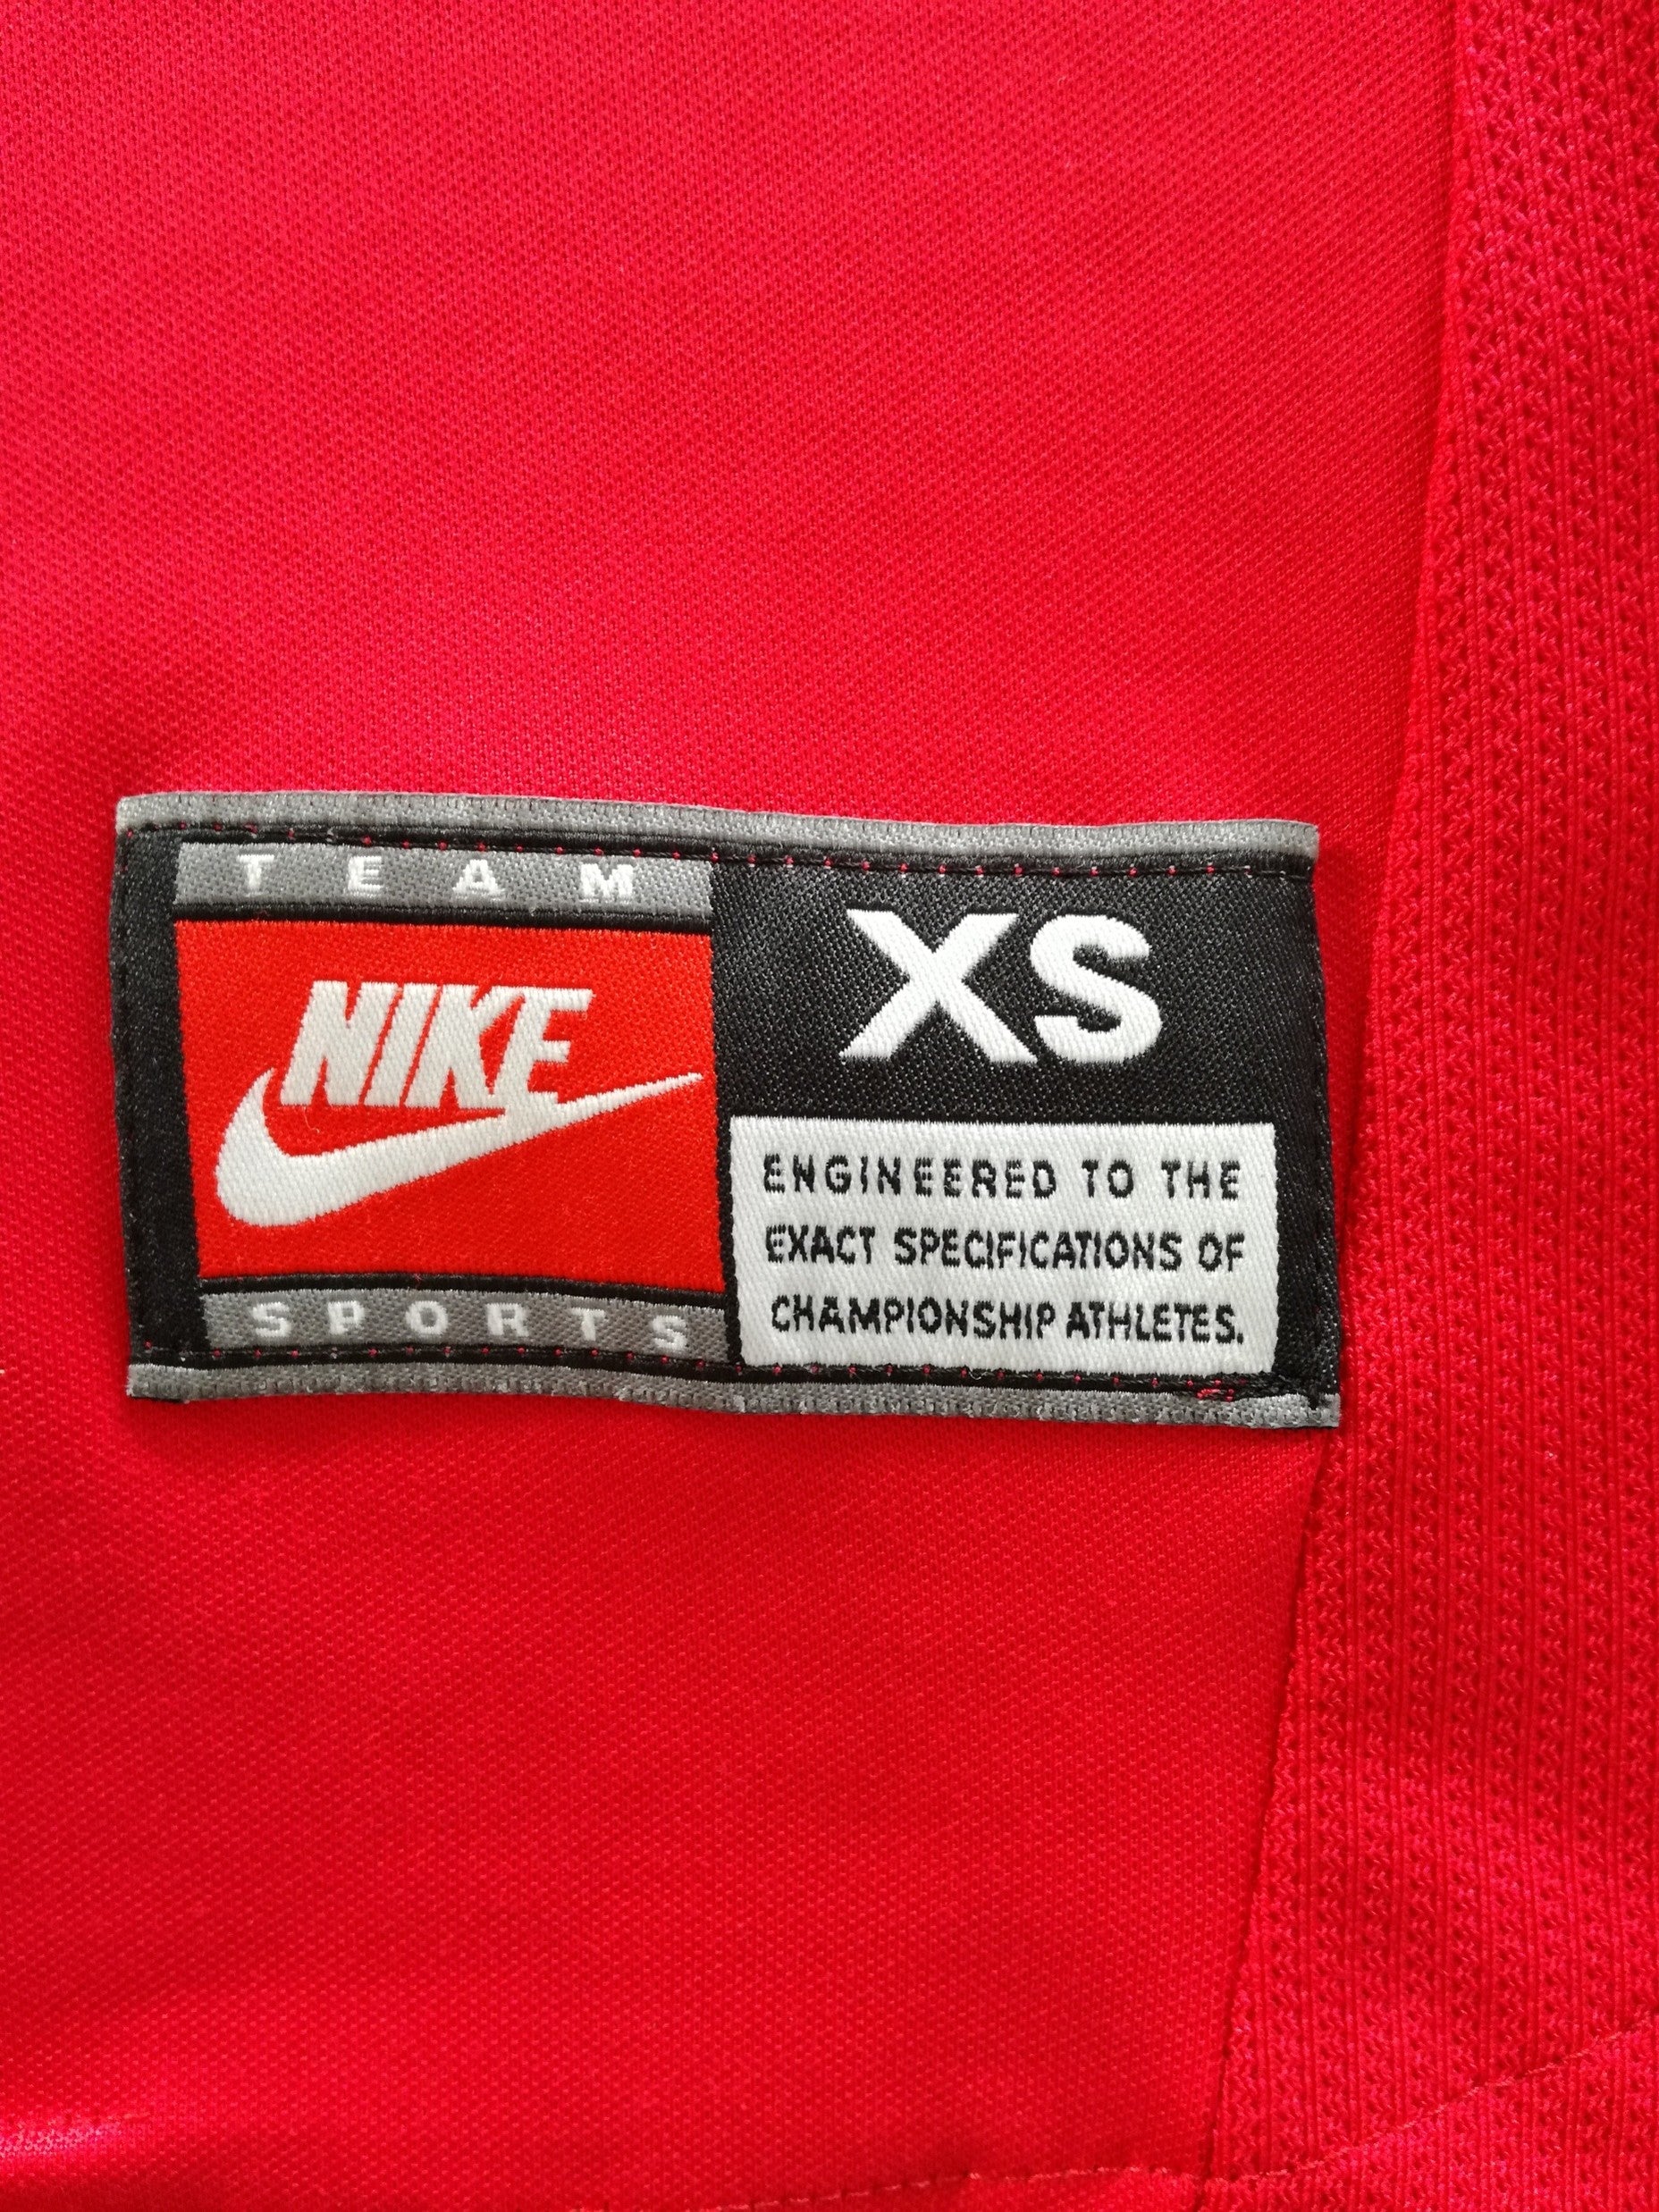 TEAM
NIKE
SPORTS
XS
ENGINEERED TO THE
EXACT SPECIFICATIONS OF
CHAMPIONSHIP ATHLETES.